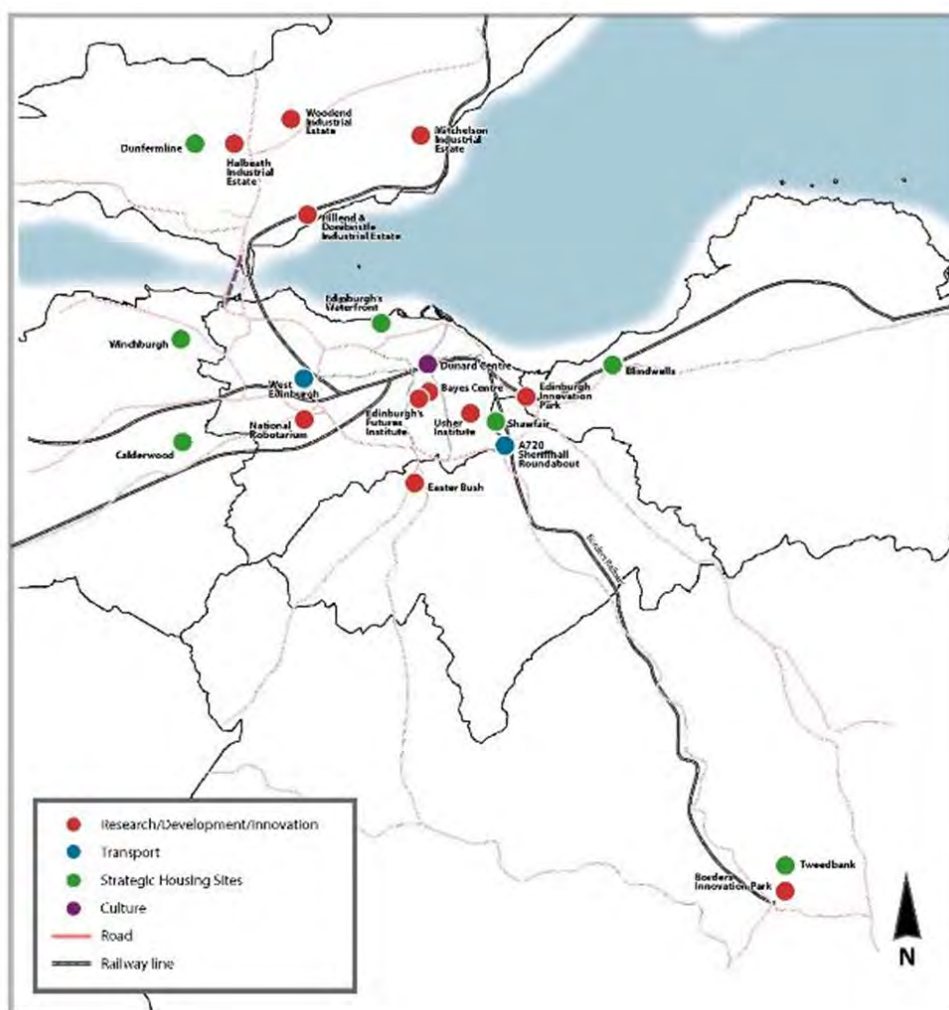 Woodend
Industrial
Estate
Mitchelson
Industrial
Estate
Dunfermline
Halbeath
Industrial
Estate
Hillend &
Donibristle
Industrial Estate
Edinburgh's
Waterfront
Winchburgh
Dunard Centre
Blindwells
West
Edinburgh
Bayes Centre
Edinburgh
Innovation
Park
Edinburgh's
Futures
Institute
Usher
Institute
Shawfair
National
Robotarium
Calderwood
A720
Sheriffhall
Roundabout
Easter Bush
Borders Railway
Tweedbank
Borders
Innovation Park
Research/Development/Innovation
Transport
Strategic Housing Sites
Culture
Road
Railway line
N